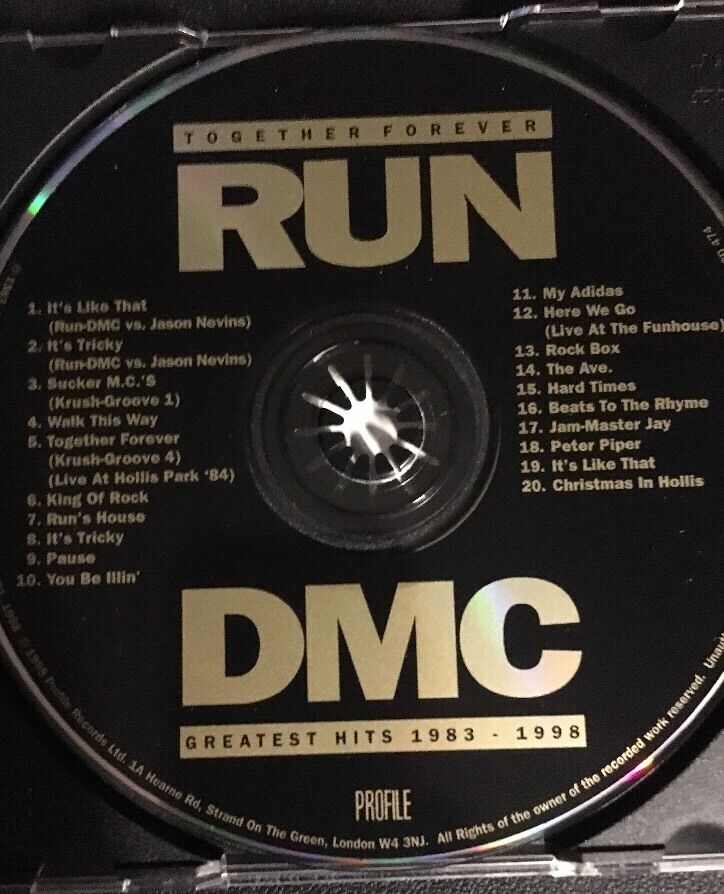 TOGETHER FOREVER
RUN
1. It's Like That
(Run-DMC vs. Jason Nevins)
2. It's Tricky
(Run-DMC vs. Jason Nevins)
3. Sucker M.C.'S
(Krush-Groove 1)
4. Walk This Way
5. Together Forever
(Krush-Groove 4)
(Live At Hollis Park '84)
6. King Of Rock
7. Run's House
8. It's Tricky
9. Pause
10. You Be Illin'
11. My Adidas
12. Here We Go
(Live At The Funhouse)
13. Rock Box
14. The Ave.
15. Hard Times
16. Beats To The Rhyme
17. Jam-Master Jay
18. Peter Piper
19. It's Like That
20. Christmas In Hollis
DMC
GREATEST HITS 1983 - 1998
PROFILE
1998 Profile Records Ltd. 1A Hearne Rd, Strand On The Green, London W4 3NJ. All Rights of the owner of the recorded work reserved.
474